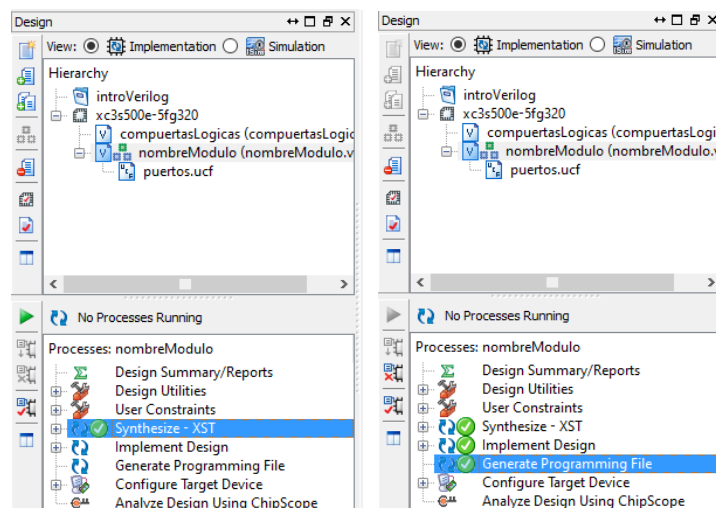 Design
View: Implementation Simulation
Hierarchy
introVerilog
xc3s500e-5fg320
compuertasLogicas (compuertasLogic
nombreModulo (nombreModulo.v
puertos.ucf
No Processes Running
Processes: nombreModulo
Design Summary/Reports
Design Utilities
User Constraints
Synthesize - XST
Implement Design
Generate Programming File
Configure Target Device
Analyze Design Using ChipScope
Design
View: Implementation Simulation
Hierarchy
introVerilog
xc3s500e-5fg320
compuertasLogicas (compuertasLogi
nombreModulo (nombreModulo.v
puertos.ucf
No Processes Running
Processes: nombreModulo
Design Summary/Reports
Design Utilities
User Constraints
Synthesize - XST
Implement Design
Generate Programming File
Configure Target Device
Analyze Design Using ChipScope